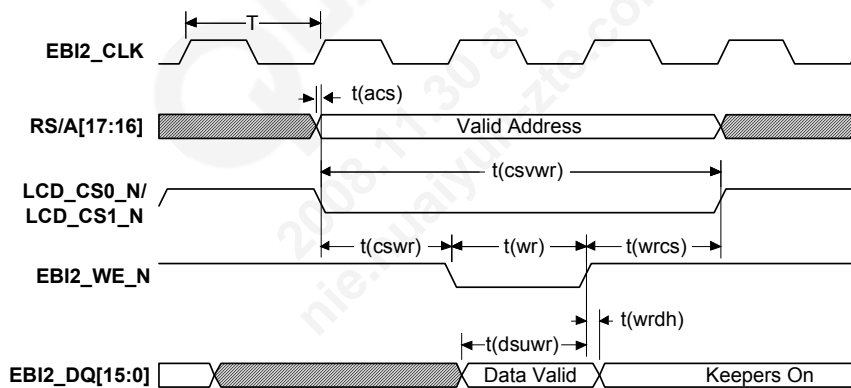 T
EBI2_CLK
t(acs)
RS/A[17:16]
Valid Address
t(csvwr)
LCD_CS0_N/
LCD_CS1_N
t(cswr)
t(wr)
t(wrcs)
EBI2_WE_N
t(wrdh)
t(dsuwr)
EBI2_DQ[15:0]
Data Valid
Keepers On